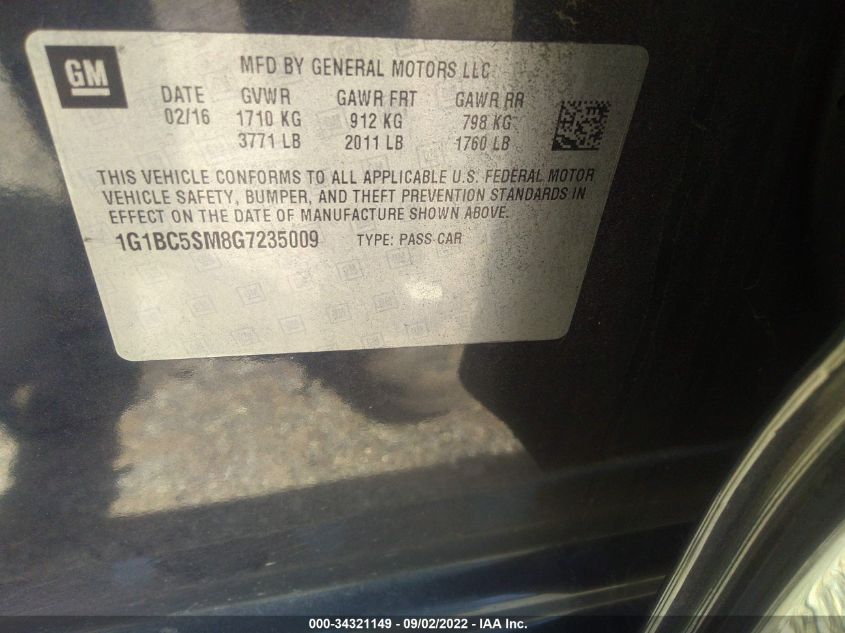 GM
MFD BY GENERAL MOTORS LLC
DATE GVWR GAWR FRT GAWR RR
02/16 1710 KG 912 KG 798 KG
3771 LB 2011 LB 1760 LB
THIS VEHICLE CONFORMS TO ALL APPLICABLE U.S. FEDERAL MOTOR
VEHICLE SAFETY, BUMPER, AND THEFT PREVENTION STANDARDS IN
EFFECT ON THE DATE OF MANUFACTURE SHOWN ABOVE.
1G1BC5SM8G7235009 TYPE: PASS CAR
000-34321149 - 09/02/2022 - IAA Inc.